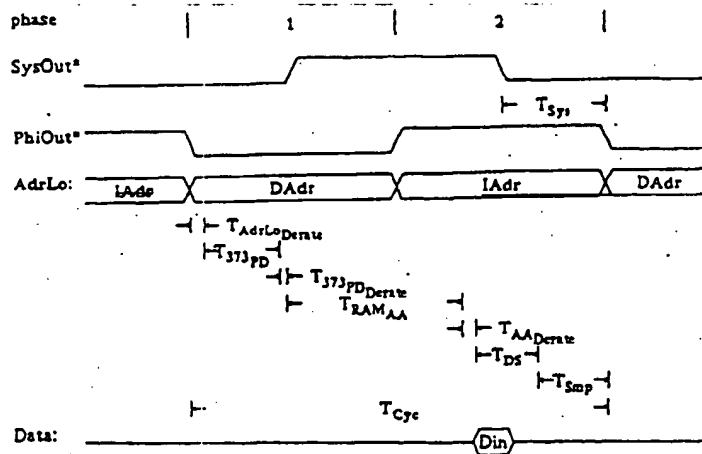 phase 1 2
SysOut*
TSys
PhiOut*
AdrLo: IAdr DAdr IAdr DAdr
TAdrLoDerate
T373PD
T373PDDerate
TRAMAA
TAADerate
TDS
TSmp
TCyc
Data: Din